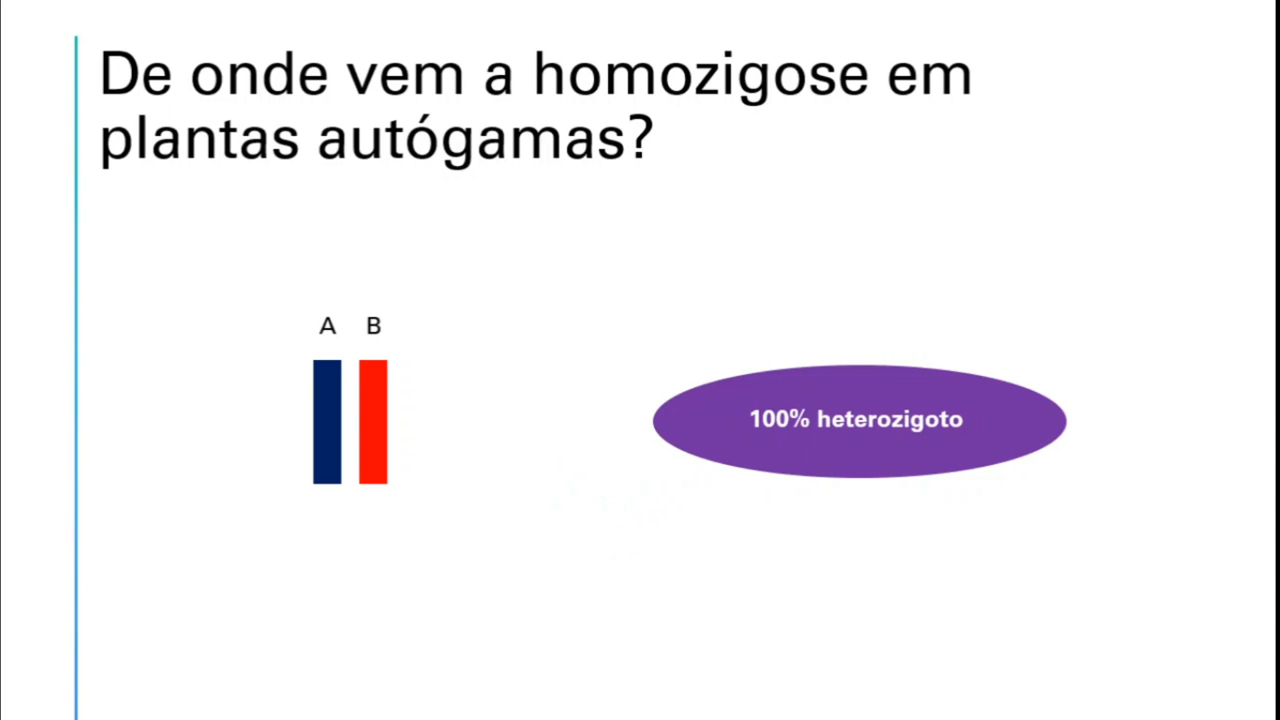 De onde vem a homozigose em
plantas autógamas?
A B
100% heterozigoto